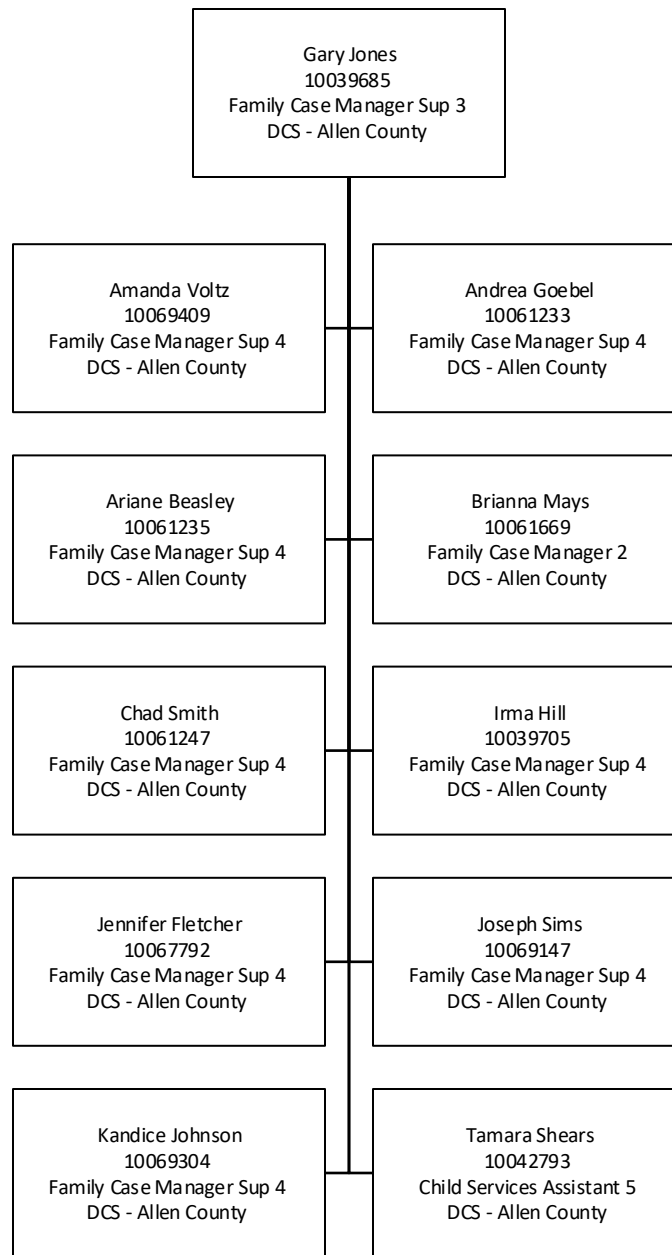 Gary Jones
10039685
Family Case Manager Sup 3
DCS - Allen County
Amanda Voltz
10069409
Family Case Manager Sup 4
DCS - Allen County
Andrea Goebel
10061233
Family Case Manager Sup 4
DCS - Allen County
Ariane Beasley
10061235
Family Case Manager Sup 4
DCS - Allen County
Brianna Mays
10061669
Family Case Manager 2
DCS - Allen County
Chad Smith
10061247
Family Case Manager Sup 4
DCS - Allen County
Irma Hill
10039705
Family Case Manager Sup 4
DCS - Allen County
Jennifer Fletcher
10067792
Family Case Manager Sup 4
DCS - Allen County
Joseph Sims
10069147
Family Case Manager Sup 4
DCS - Allen County
Kandice Johnson
10069304
Family Case Manager Sup 4
DCS - Allen County
Tamara Shears
10042793
Child Services Assistant 5
DCS - Allen County